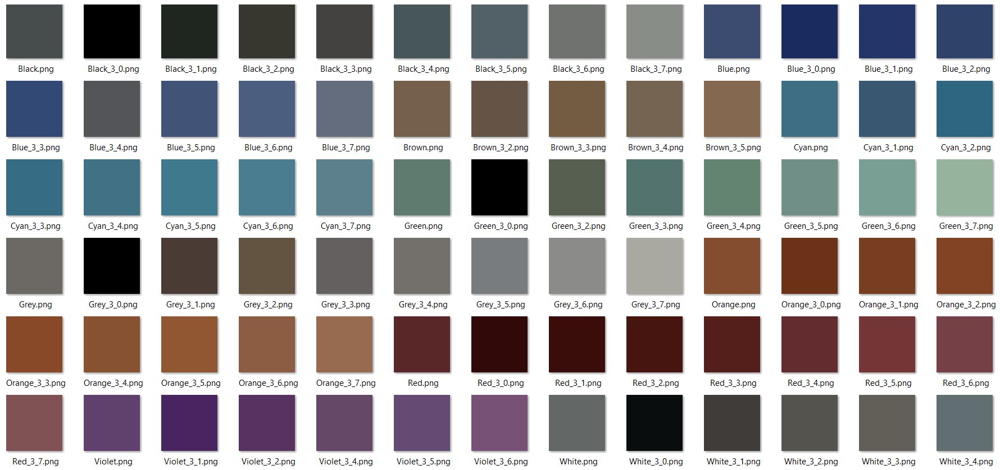 Black.png Black_3_0.png Black_3_1.png Black_3_2.png Black_3_3.png Black_3_4.png Black_3_5.png Black_3_6.png Black_3_7.png Blue.png Blue_3_0.png Blue_3_1.png Blue_3_2.png
Blue_3_3.png Blue_3_4.png Blue_3_5.png Blue_3_6.png Blue_3_7.png Brown.png Brown_3_2.png Brown_3_3.png Brown_3_4.png Brown_3_5.png Cyan.png Cyan_3_1.png Cyan_3_2.png
Cyan_3_3.png Cyan_3_4.png Cyan_3_5.png Cyan_3_6.png Cyan_3_7.png Green.png Green_3_0.png Green_3_2.png Green_3_3.png Green_3_4.png Green_3_5.png Green_3_6.png Green_3_7.png
Grey.png Grey_3_0.png Grey_3_1.png Grey_3_2.png Grey_3_3.png Grey_3_4.png Grey_3_5.png Grey_3_6.png Grey_3_7.png Orange.png Orange_3_0.png Orange_3_1.png Orange_3_2.png
Orange_3_3.png Orange_3_4.png Orange_3_5.png Orange_3_6.png Orange_3_7.png Red.png Red_3_0.png Red_3_1.png Red_3_2.png Red_3_3.png Red_3_4.png Red_3_5.png Red_3_6.png
Red_3_7.png Violet.png Violet_3_1.png Violet_3_2.png Violet_3_4.png Violet_3_5.png Violet_3_6.png White.png White_3_0.png White_3_1.png White_3_2.png White_3_3.png White_3_4.png